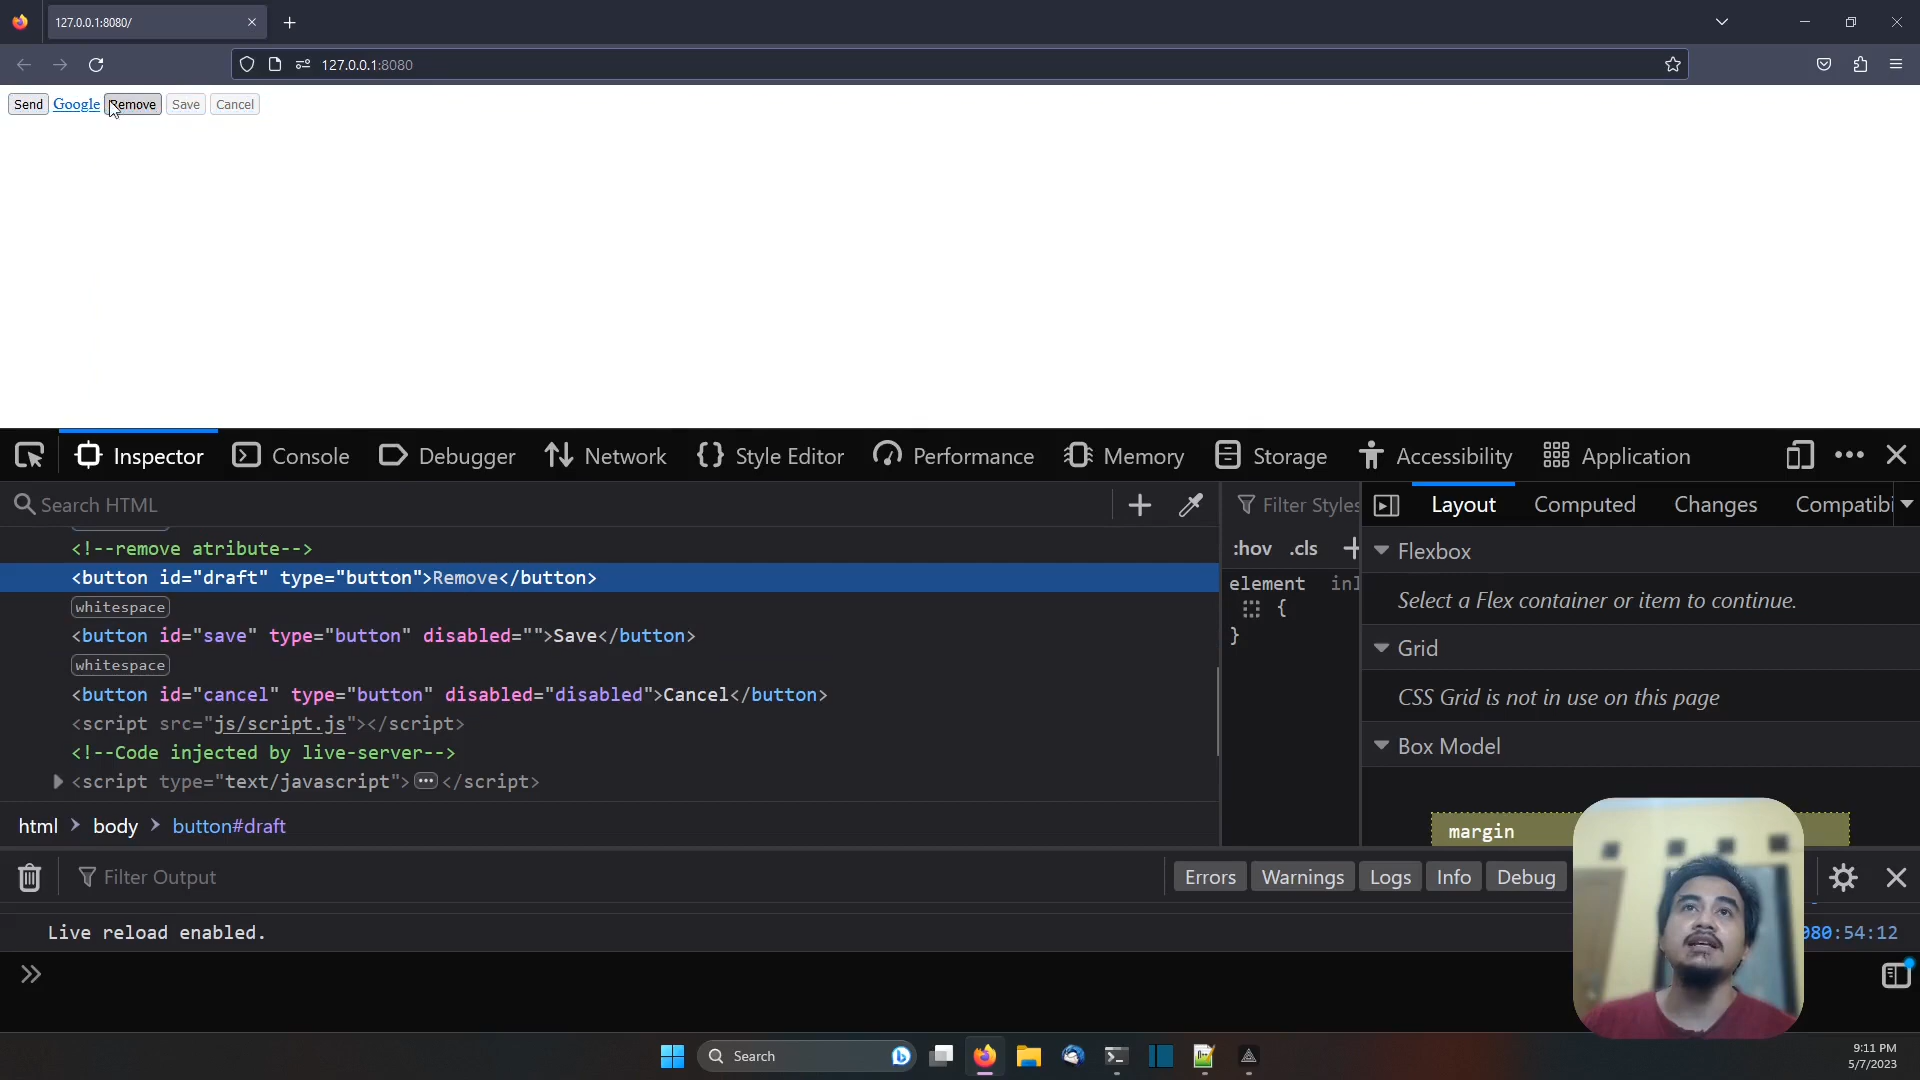 127.0.0.1:8080/
127.0.0.1:8080
Send Google Remove Save Cancel
Inspector Console Debugger Network Style Editor Performance Memory Storage Accessibility Application
Search HTML
Filter Styles
Layout Computed Changes Compatibi
<!--remove atribute-->
:hov .cls
Flexbox
<button id="draft" type="button">Remove</button>
element inl
{
Select a Flex container or item to continue.
whitespace
<button id="save" type="button" disabled="">Save</button>
}
Grid
whitespace
<button id="cancel" type="button" disabled="disabled">Cancel</button>
CSS Grid is not in use on this page
<script src="js/script.js"></script>
<!--Code injected by live-server-->
Box Model
<script type="text/javascript"></script>
html body button#draft
margin
Filter Output
Errors Warnings Logs Info Debug
Live reload enabled.
080:54:12
Search
9:11 PM
5/7/2023